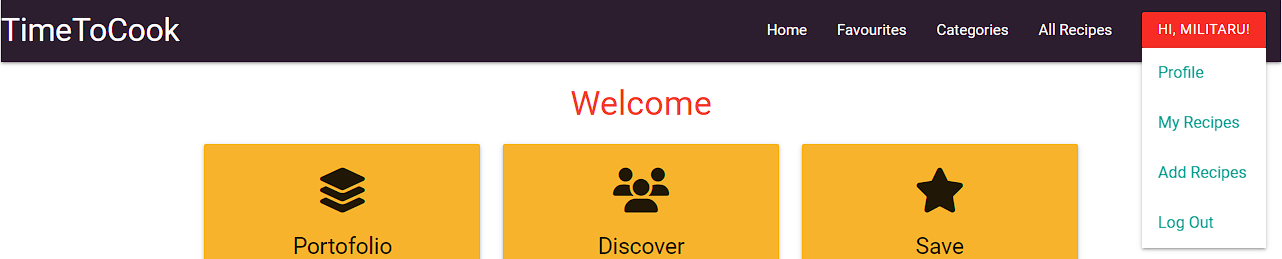 TimeToCook
Home Favourites Categories All Recipes HI, MILITARU!
Profile
My Recipes
Add Recipes
Log Out
Welcome
Portofolio Discover Save